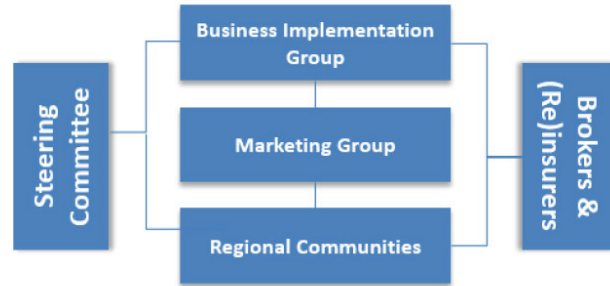 Steering
Committee
Business Implementation
Group
Marketing Group
Regional Communities
Brokers &
(Re)insurers